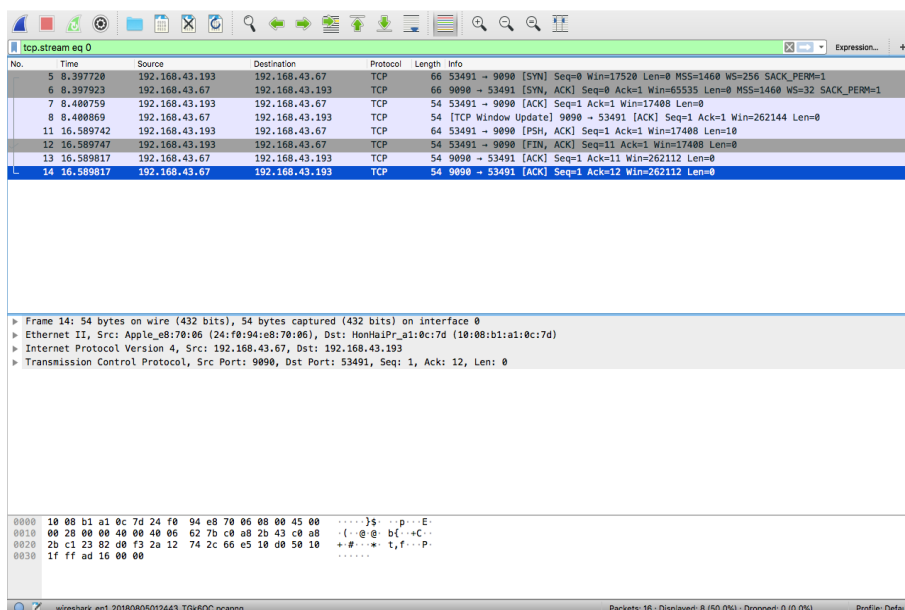 tcp.stream eq 0 Expression... +
No. Time Source Destination Protocol Length Info
5 8.397720 192.168.43.193 192.168.43.67 TCP 66 53491 → 9090 [SYN] Seq=0 Win=17520 Len=0 MSS=1460 WS=256 SACK_PERM=1
6 8.397923 192.168.43.67 192.168.43.193 TCP 66 9090 → 53491 [SYN, ACK] Seq=0 Ack=1 Win=65535 Len=0 MSS=1460 WS=32 SACK_PERM=1
7 8.400759 192.168.43.193 192.168.43.67 TCP 54 53491 → 9090 [ACK] Seq=1 Ack=1 Win=17408 Len=0
8 8.400869 192.168.43.67 192.168.43.193 TCP 54 [TCP Window Update] 9090 → 53491 [ACK] Seq=1 Ack=1 Win=262144 Len=0
11 16.589742 192.168.43.193 192.168.43.67 TCP 64 53491 → 9090 [PSH, ACK] Seq=1 Ack=1 Win=17408 Len=10
12 16.589747 192.168.43.193 192.168.43.67 TCP 54 53491 → 9090 [FIN, ACK] Seq=11 Ack=1 Win=17408 Len=0
13 16.589817 192.168.43.67 192.168.43.193 TCP 54 9090 → 53491 [ACK] Seq=1 Ack=11 Win=262112 Len=0
14 16.589817 192.168.43.67 192.168.43.193 TCP 54 9090 → 53491 [ACK] Seq=1 Ack=12 Win=262112 Len=0
Frame 14: 54 bytes on wire (432 bits), 54 bytes captured (432 bits) on interface 0
Ethernet II, Src: Apple_e8:70:06 (24:f0:94:e8:70:06), Dst: HonHaiPr_a1:0c:7d (10:08:b1:a1:0c:7d)
Internet Protocol Version 4, Src: 192.168.43.67, Dst: 192.168.43.193
Transmission Control Protocol, Src Port: 9090, Dst Port: 53491, Seq: 1, Ack: 12, Len: 0
0000 10 08 b1 a1 0c 7d 24 f0 94 e8 70 06 08 00 45 00 ·····}$· ··p···E·
0010 00 28 00 00 40 00 40 06 62 7b c0 a8 2b 43 c0 a8 ·(··@·@· b{··+C··
0020 2b c1 23 82 d0 f3 2a 12 74 2c 66 e5 10 d0 50 10 +·#···*· t,f···P·
0030 1f ff ad 16 00 00 ······
wireshark_en1_20180805012443_TGk6OC.pcapng Packets: 16 · Displayed: 8 (50.0%) · Dropped: 0 (0.0%) Profile: Defa